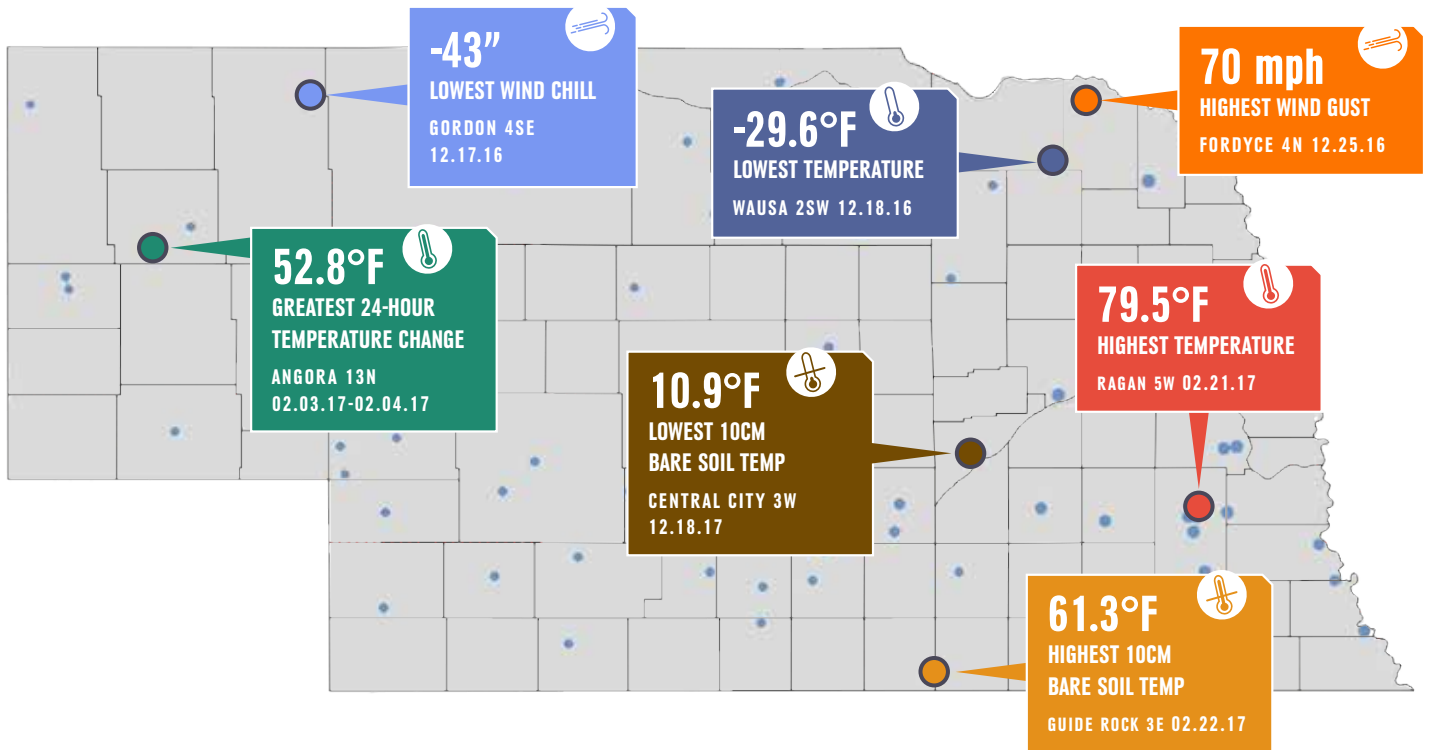 -43”
LOWEST WIND CHILL
GORDON 4SE
12.17.16
-29.6°F
LOWEST TEMPERATURE
WAUSA 2SW 12.18.16
70 mph
HIGHEST WIND GUST
FORDYCE 4N 12.25.16
52.8°F
GREATEST 24-HOUR
TEMPERATURE CHANGE
ANGORA 13N
02.03.17-02.04.17
10.9°F
LOWEST 10CM
BARE SOIL TEMP
CENTRAL CITY 3W
12.18.17
79.5°F
HIGHEST TEMPERATURE
RAGAN 5W 02.21.17
61.3°F
HIGHEST 10CM
BARE SOIL TEMP
GUIDE ROCK 3E 02.22.17